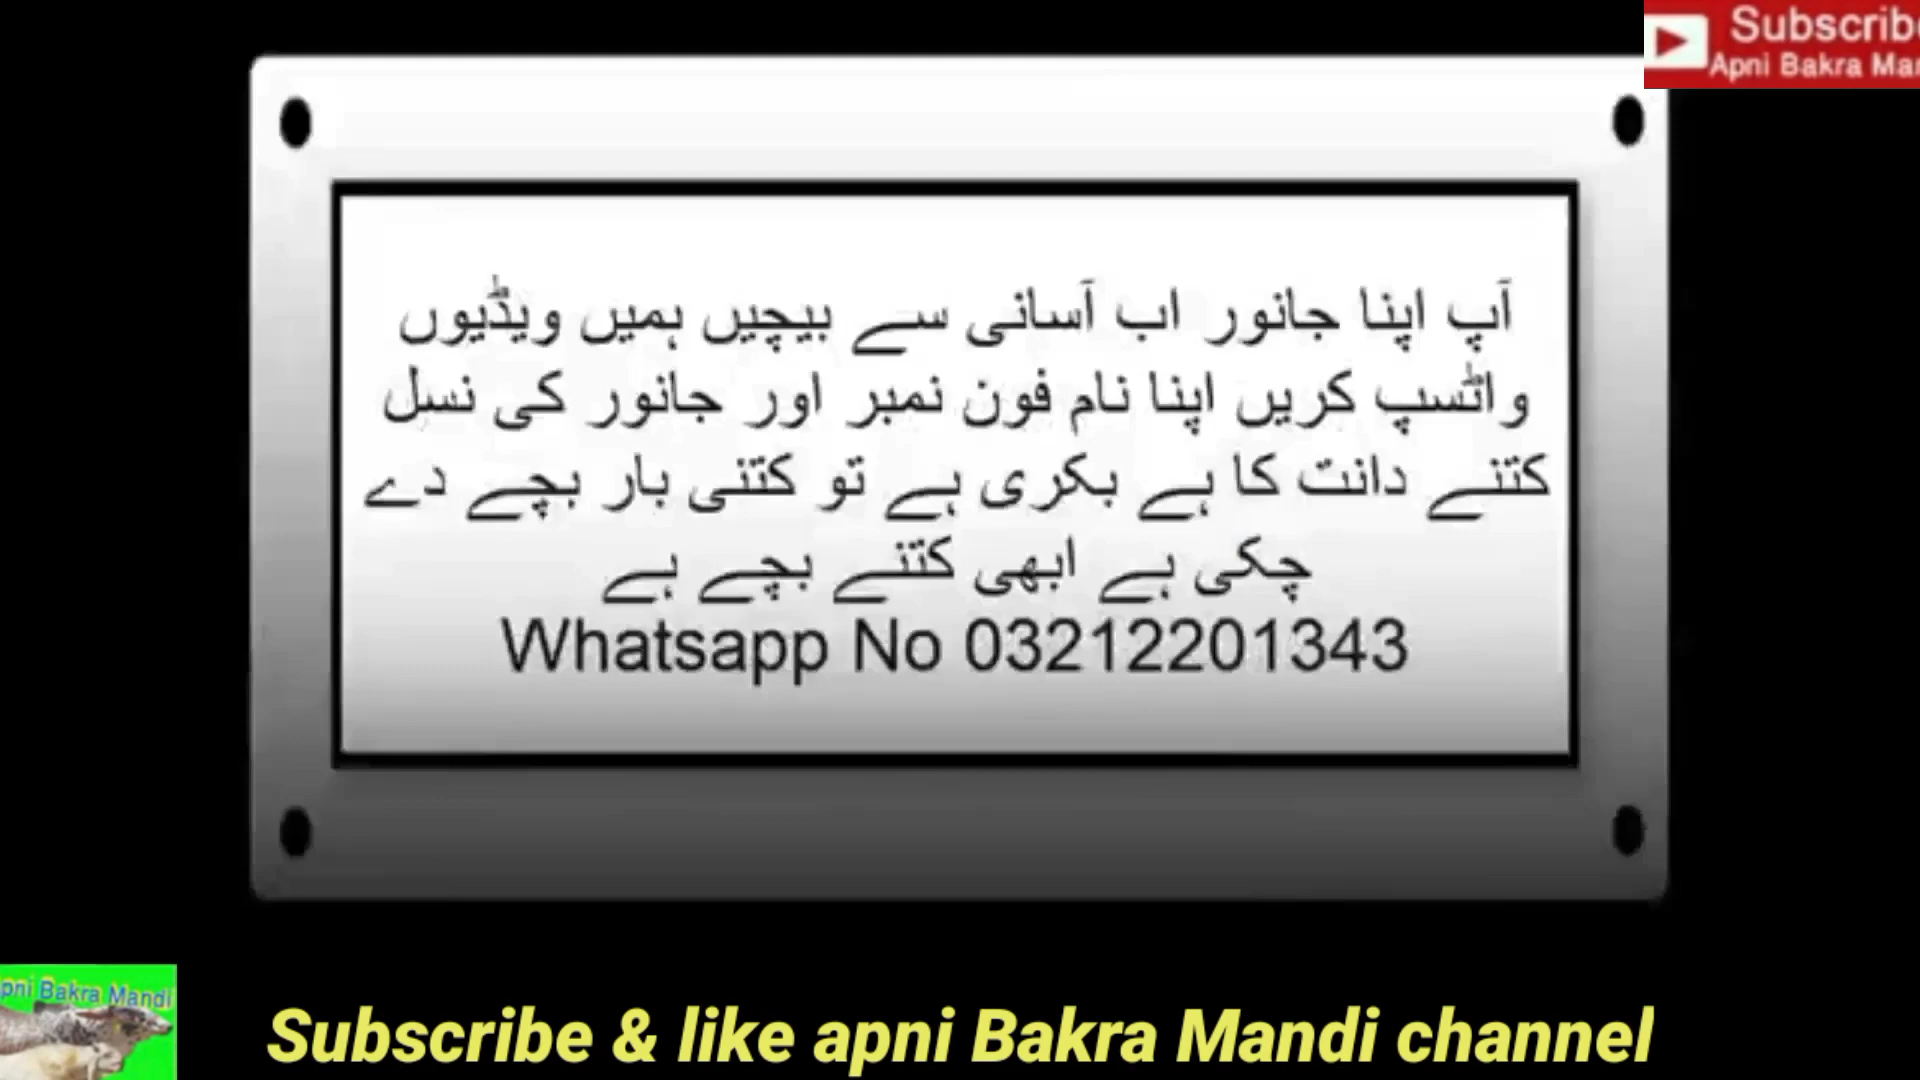 Subscrib
Apni Bakra Man
آپ اپنا جانور اب آسانی سے بیچیں ہمیں ویڈیوں
واٹسپ کریں اپنا نام فون نمبر اور جانور کی نسل
کتنے دانت کا ہے بکری ہے تو کتنی بار بچے دے
چکی ہے ابھی کتنے بچے ہے
Whatsapp No 03212201343
pni Bakra Mandi
Subscribe & like apni Bakra Mandi channel